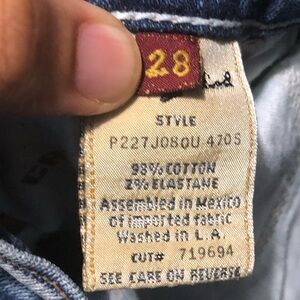 28
STYLE
P227J080U 470S
98% COTTON
2% ELASTANE
Assembled in Mexico
of imported fabric
Washed in L.A.
CUT# 719694
SEE CARE ON REVERSE